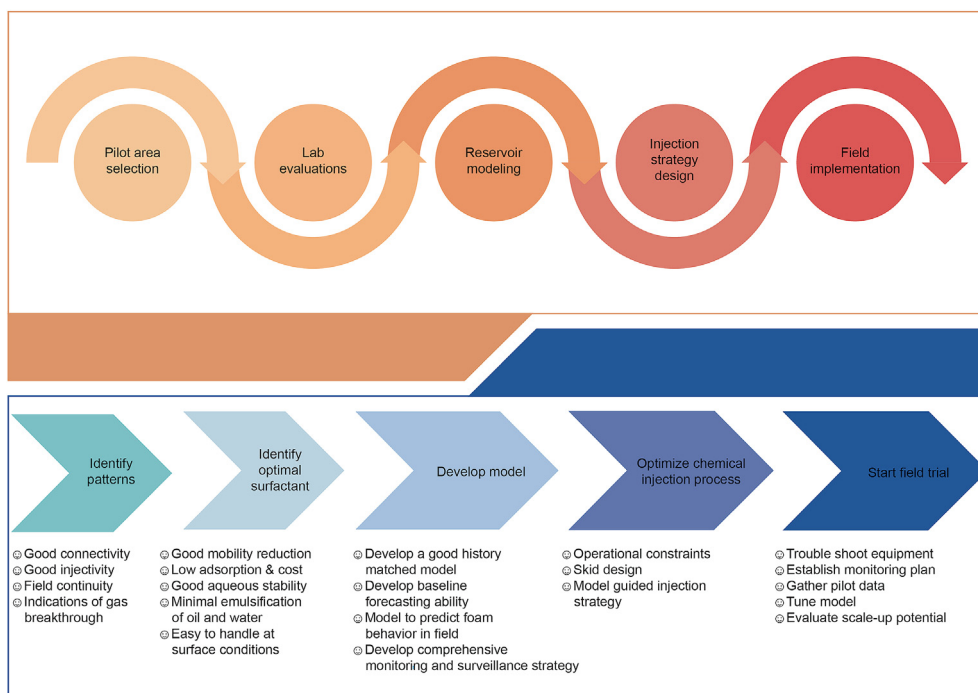 Pilot area
selection
Lab
evaluations
Reservoir
modeling
Injection
strategy
design
Field
implementation
Identify
patterns
Identify
optimal
surfactant
Develop model
Optimize chemical
injection process
Start field trial
☺Good connectivity
☺Good injectivity
☺Field continuity
☺Indications of gas
breakthrough
☺Good mobility reduction
☺Low adsorption & cost
☺Good aqueous stability
☺Minimal emulsification
of oil and water
☺Easy to handle at
surface conditions
☺Develop a good history
matched model
☺Develop baseline
forecasting ability
☺Model to predict foam
behavior in field
☺Develop comprehensive
monitoring and surveillance strategy
☺Operational constraints
☺Skid design
☺Model guided injection
strategy
☺Trouble shoot equipment
☺Establish monitoring plan
☺Gather pilot data
☺Tune model
☺Evaluate scale-up potential